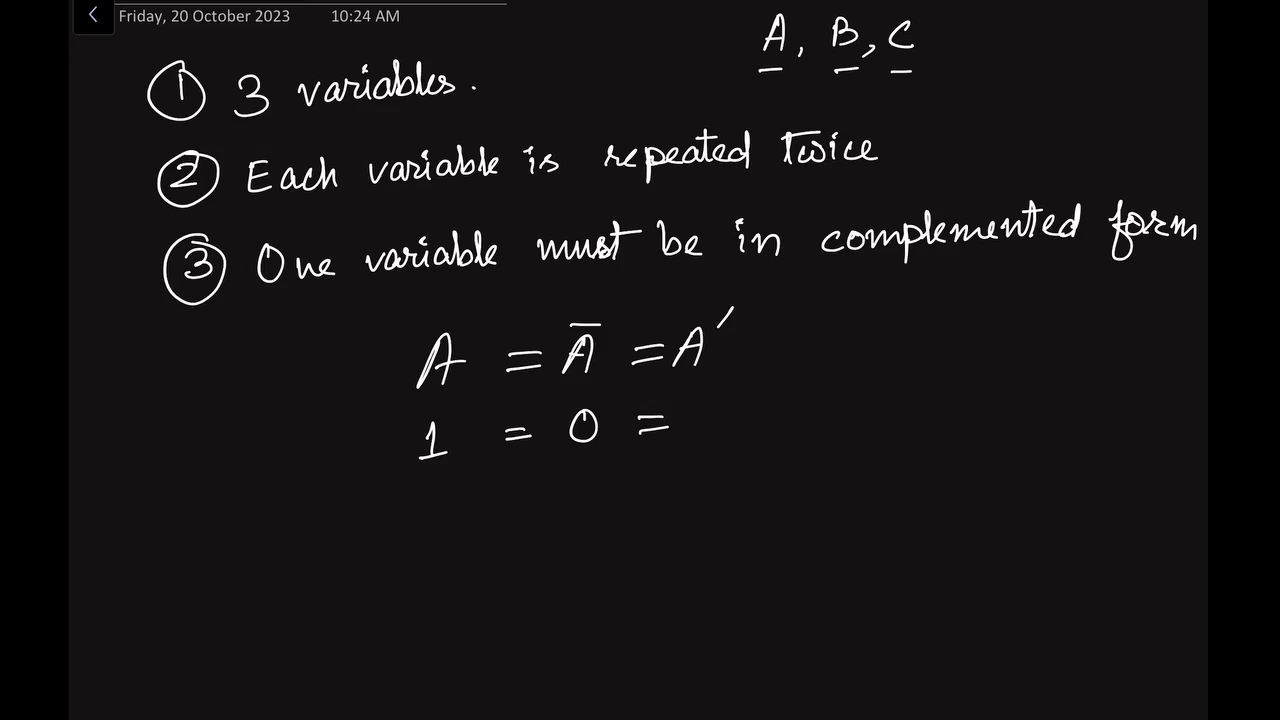 Friday, 20 October 2023 10:24 AM
A, B, C
① 3 variables.
② Each variable is repeated twice
③ One variable must be in complemented form
A = A̅ = A′
1 = 0 =